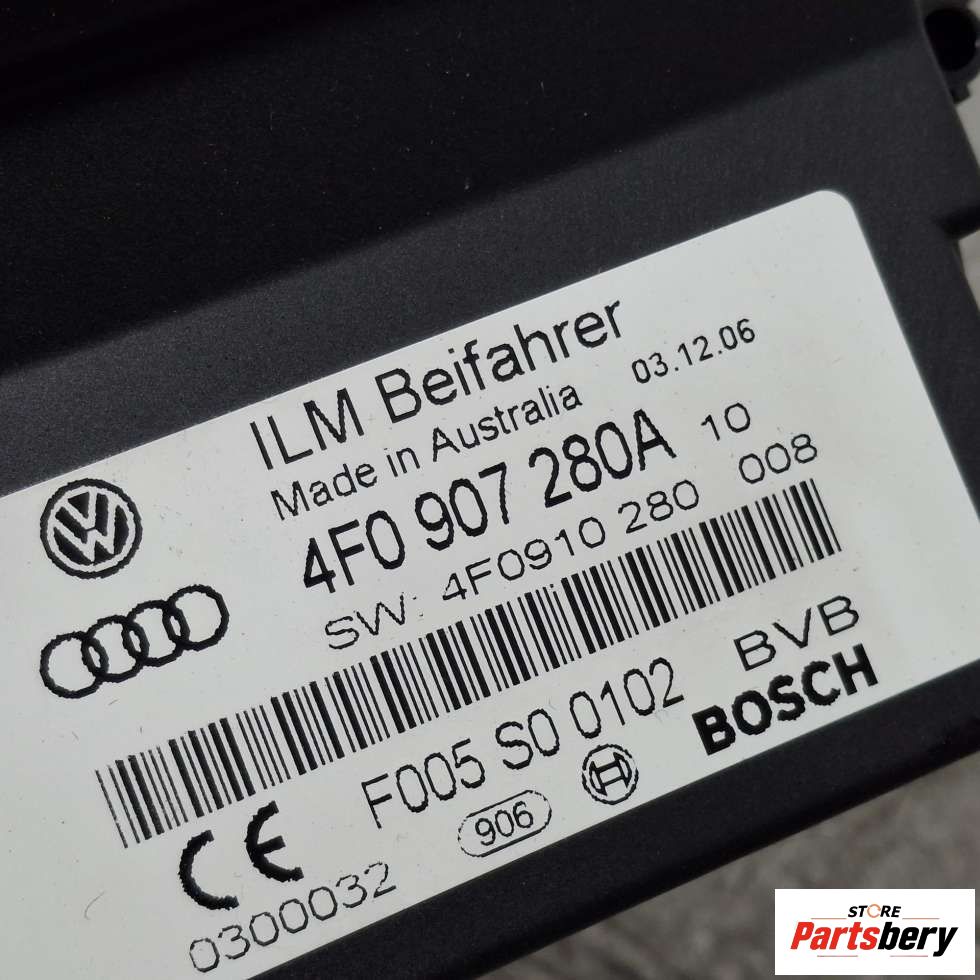 ILM Beifahrer
Made in Australia 03.12.06
4F0 907 280A 10
SW: 4F0910 280 008
F005 S0 0102 BVB
906 BOSCH
CE
0300032
STORE
Partsbery